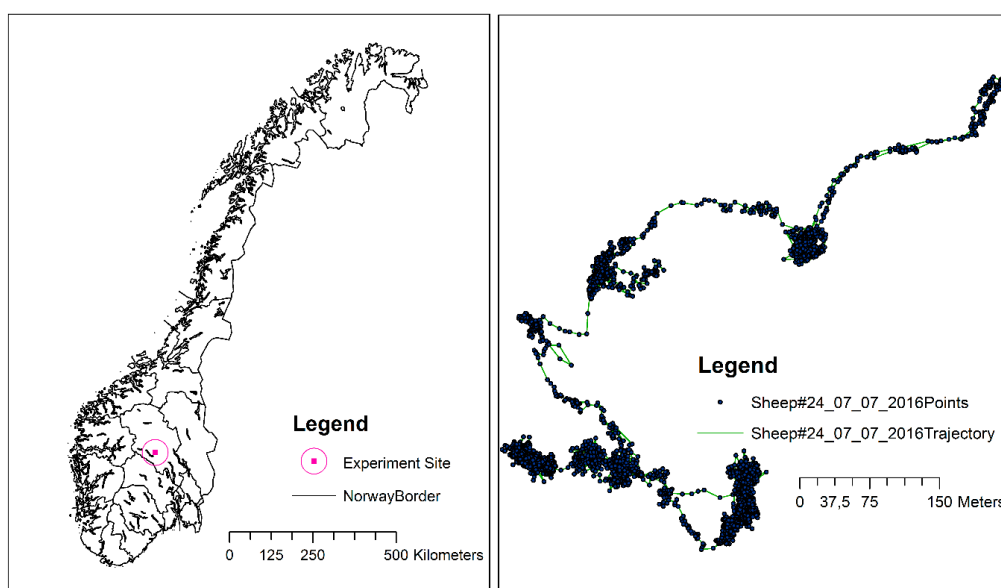 Legend
Experiment Site
NorwayBorder
0 125 250 500 Kilometers
Legend
Sheep#24_07_07_2016Points
Sheep#24_07_07_2016Trajectory
0 37,5 75 150 Meters